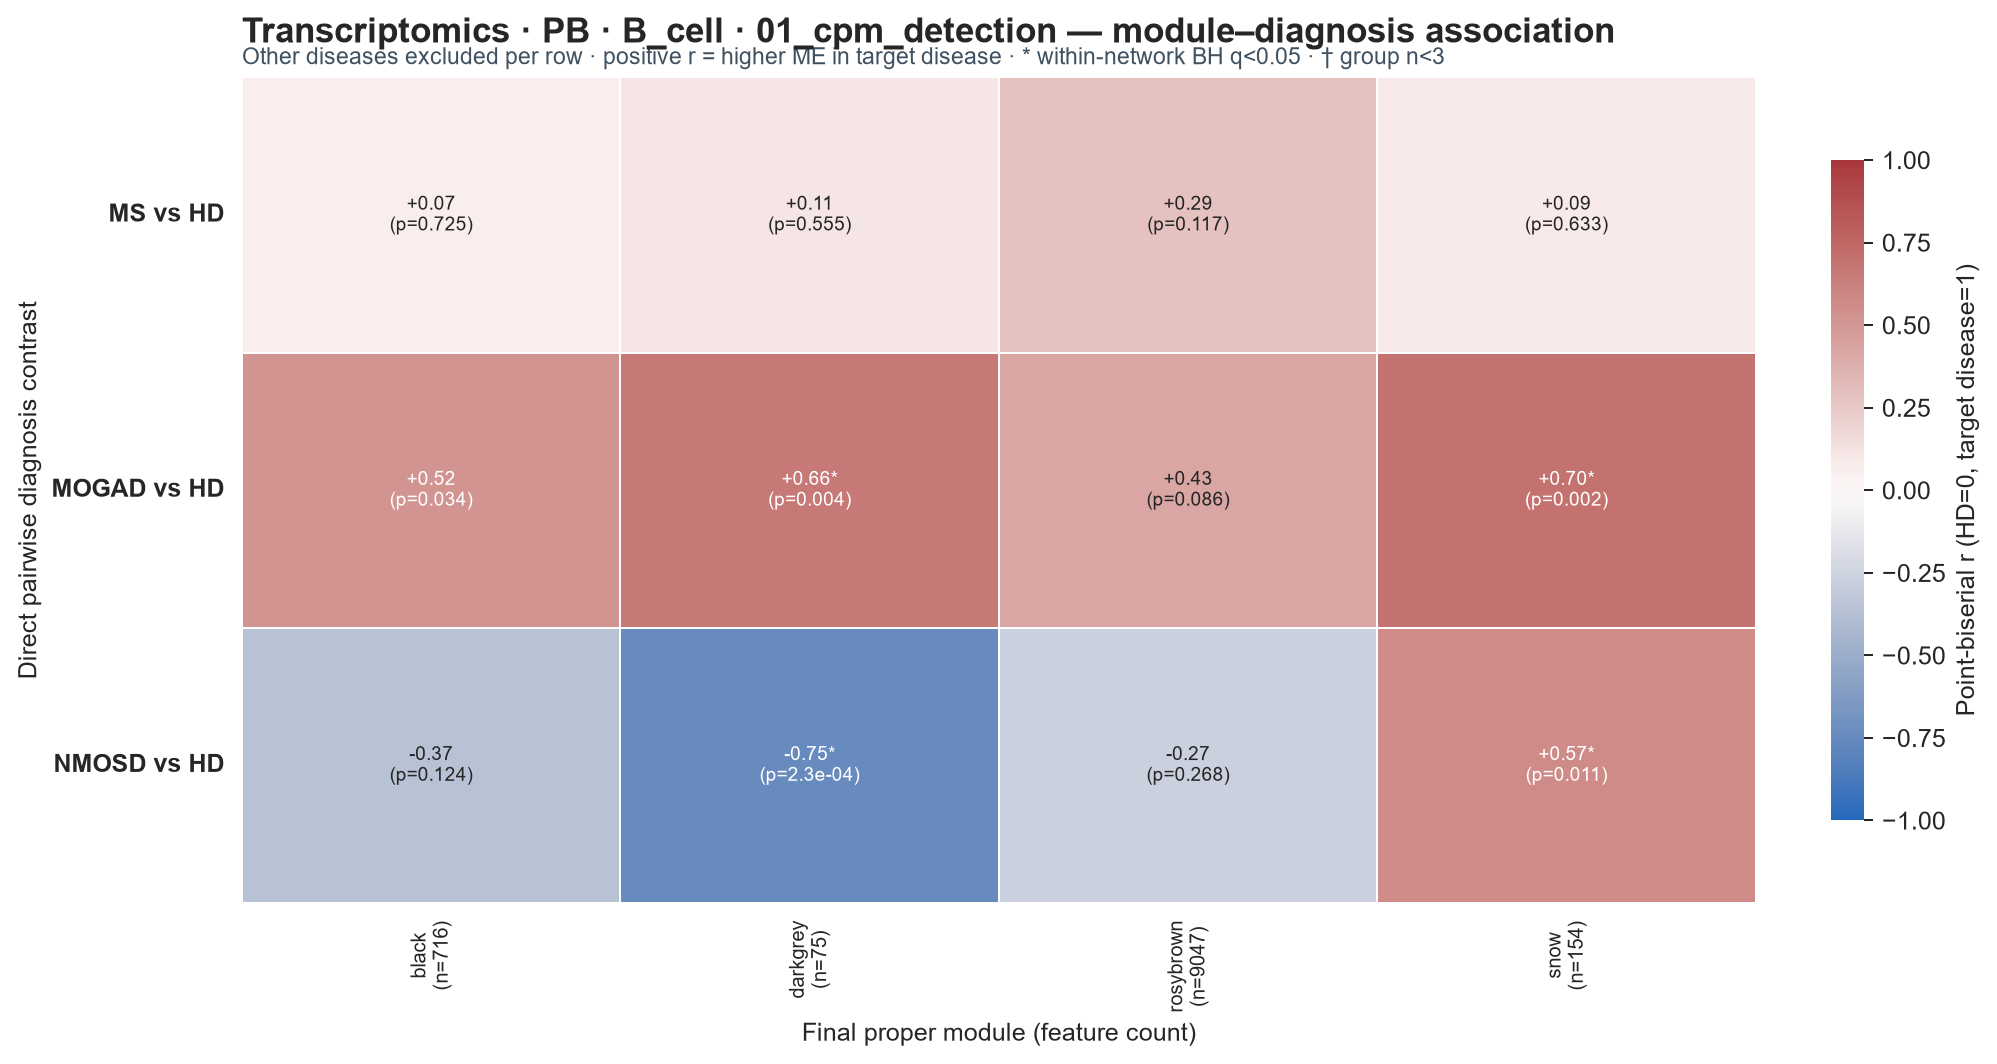 Transcriptomics · PB · B_cell · 01_cpm_detection — module–diagnosis association
Other diseases excluded per row · positive r = higher ME in target disease · * within-network BH q<0.05 · † group n<3
Direct pairwise diagnosis contrast
MS vs HD
+0.07
(p=0.725)
+0.11
(p=0.555)
+0.29
(p=0.117)
+0.09
(p=0.633)
MOGAD vs HD
+0.52
(p=0.034)
+0.66*
(p=0.004)
+0.43
(p=0.086)
+0.70*
(p=0.002)
NMOSD vs HD
-0.37
(p=0.124)
-0.75*
(p=2.3e-04)
-0.27
(p=0.268)
+0.57*
(p=0.011)
black
(n=716)
darkgrey
(n=75)
rosybrown
(n=9047)
snow
(n=154)
Final proper module (feature count)
1.00
0.75
0.50
0.25
0.00
−0.25
−0.50
−0.75
−1.00
Point-biserial r (HD=0, target disease=1)